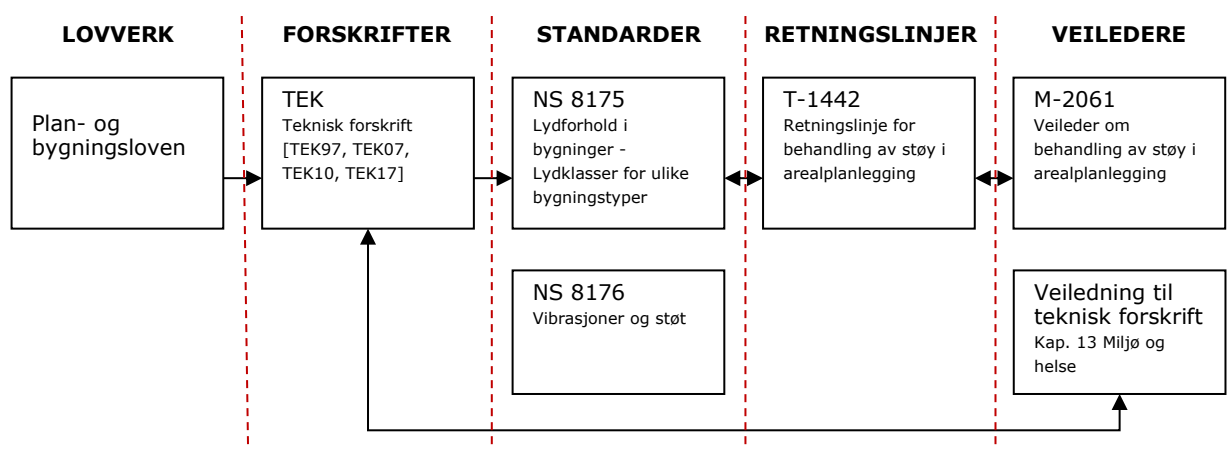 LOVVERK
FORSKRIFTER
STANDARDER
RETNINGSLINJER
VEILEDERE
Plan- og
bygningsloven
TEK
Teknisk forskrift
[TEK97, TEK07,
TEK10, TEK17]
NS 8175
Lydforhold i
bygninger -
Lydklasser for ulike
bygningstyper
T-1442
Retningslinje for
behandling av støy i
arealplanlegging
M-2061
Veileder om
behandling av støy i
arealplanlegging
NS 8176
Vibrasjoner og støt
Veiledning til
teknisk forskrift
Kap. 13 Miljø og
helse